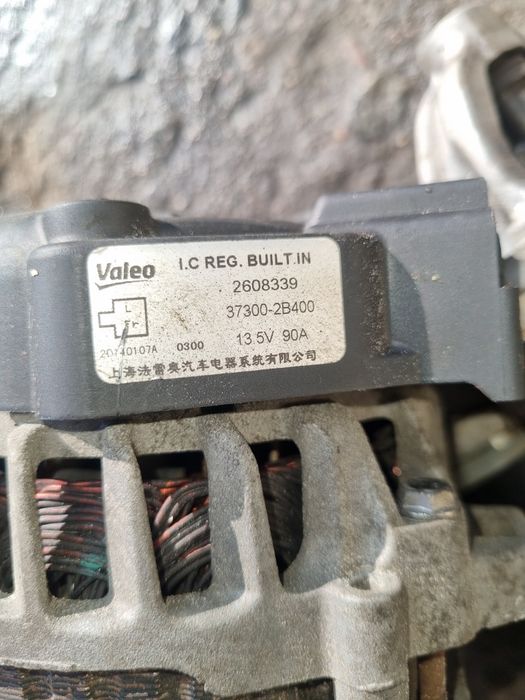 Valeo
I.C REG. BUILT.IN
2608339
37300-2B400
13.5V 90A
20140107A 0300
上海法雷奥汽车电器系统有限公司